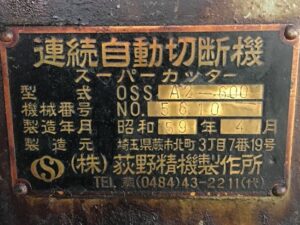 連続自動切断機
スーパーカッター
型式 OSS A2-600
機械番号 NO. 5610
製造年月 昭和59年4月
製造元 埼玉県蕨市北町3丁目7番19号
(株)荻野精機製作所
TEL 蕨(0484)43-2211(代)